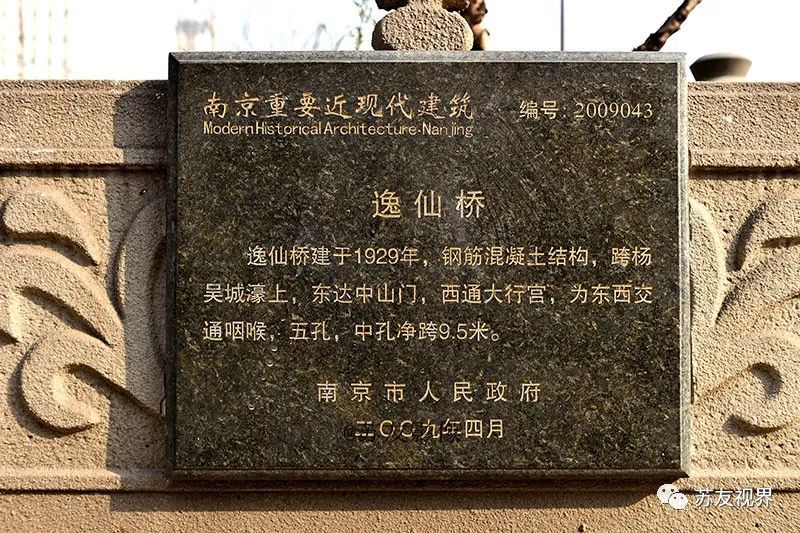 南京重要近现代建筑 编号: 2009043
Modern Historical Architecture·Nanjing
逸仙桥
逸仙桥建于1929年，钢筋混凝土结构，跨杨
吴城濠上，东达中山门，西通大行宫，为东西交
通咽喉，五孔，中孔净跨9.5米。
南京市人民政府
二〇〇九年四月
苏友视界